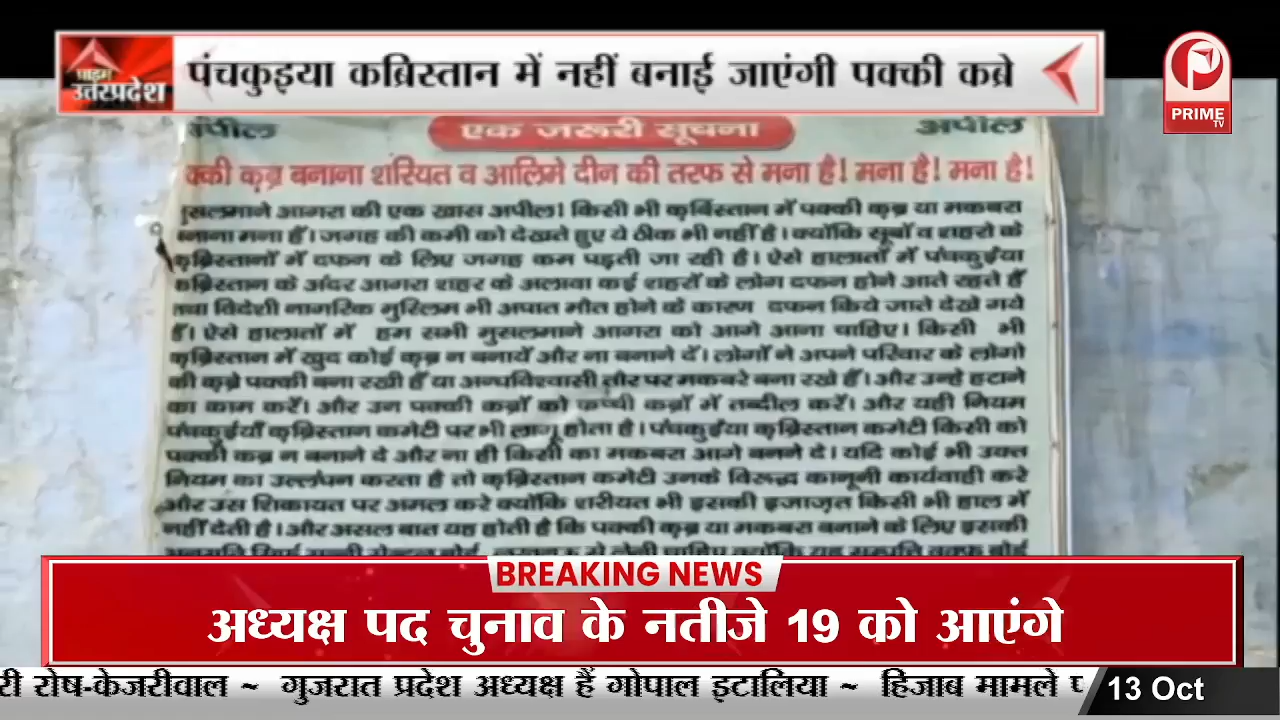 प्राइम
उत्तरप्रदेश
पंचकुइया कब्रिस्तान में नहीं बनाई जाएंगी पक्की कब्रे
PRIME
TV
एक जरूरी सूचना
अपील
क्की कब्र बनाना शरियत व आलिमे दीन की तरफ से मना है! मना है! मना है!
मुसलमाने आगरा की एक खास अपील! किसी भी कब्रिस्तान में पक्की कब्र या मकबरा
बनाना मना हैं। जगह की कमी को देखते हुए ये ठीक भी नहीं है। क्योंकि सूबों व शहरो के
कब्रिस्तानों में दफन के लिए जगह कम पड़ती जा रही है। ऐसे हालातों में पंचकुईया
कब्रिस्तान के अंदर आगरा शहर के अलावा कई शहरों के लोग दफन होने आते रहते हैं
तथा विदेशी नागरिक मुस्लिम भी अपात मौत होने के कारण दफन किये जाते देखे गये
हैं। ऐसे हालातों में हम सभी मुसलमाने आगरा को आगे आना चाहिए। किसी भी
कब्रिस्तान में खुद कोई कब्र न बनायें और ना बनाने दें। लोगों ने अपने परिवार के लोगो
की कब्रे पक्की बना रखी हैं या अन्धविश्वासी तौर पर मकबरे बना रखे हैं। और उन्हे हटाने
का काम करें। और उन पक्की कब्रों को कच्ची कब्रों में तब्दील करें। और यही नियम
पंचकुईयाँ कब्रिस्तान कमेटी पर भी लागू होता है। पंचकुईया कब्रिस्तान कमेटी किसी को
पक्की कब्र न बनाने दे और ना ही किसी का मकबरा आगे बनने दे। यदि कोई भी उक्त
नियम का उल्लंघन करता है तो कब्रिस्तान कमेटी उनके विरूद्ध कानूनी कार्यवाही करे
और उस शिकायत पर अमल करे क्योंकि शरीयत भी इसकी इजाजत किसी भी हाल में
नहीं देती है। और असल बात यह होती है कि पक्की कब्र या मकबरा बनाने के लिए इसकी
BREAKING NEWS
अध्यक्ष पद चुनाव के नतीजे 19 को आएंगे
री रोष-केजरीवाल ~ गुजरात प्रदेश अध्यक्ष हैं गोपाल इटालिया ~ हिजाब मामले प
13 Oct